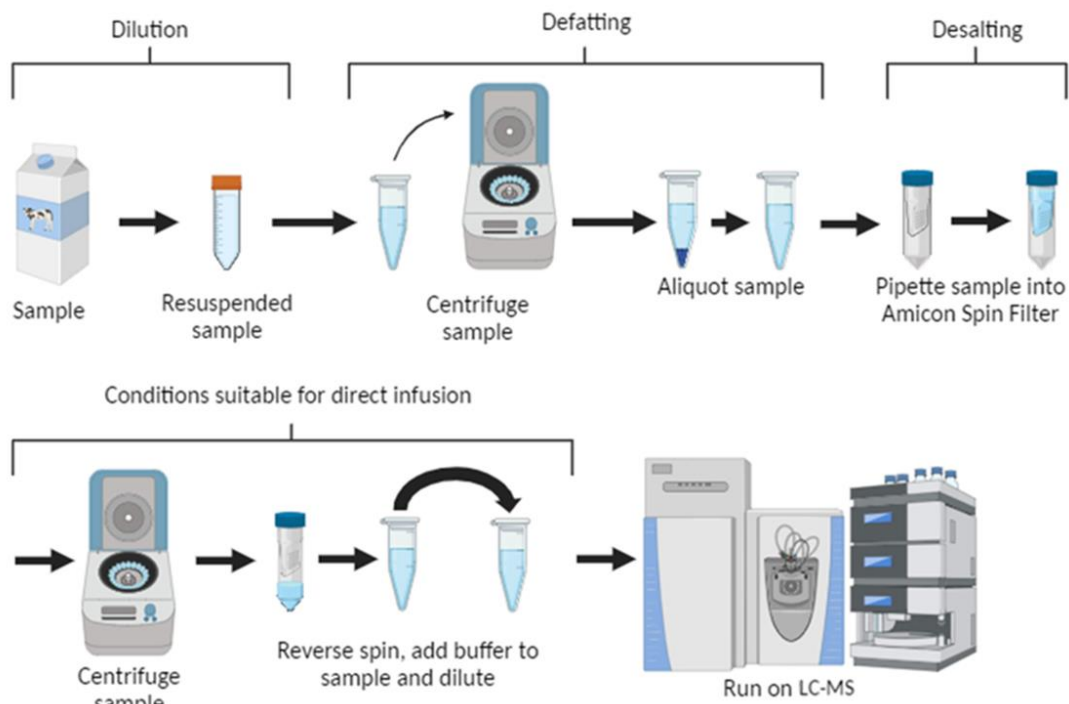 Dilution
Defatting
Desalting
Sample
Resuspended
sample
Centrifuge
sample
Aliquot sample
Pipette sample into
Amicon Spin Filter
Conditions suitable for direct infusion
Centrifuge
sample
Reverse spin, add buffer to
sample and dilute
Run on LC-MS